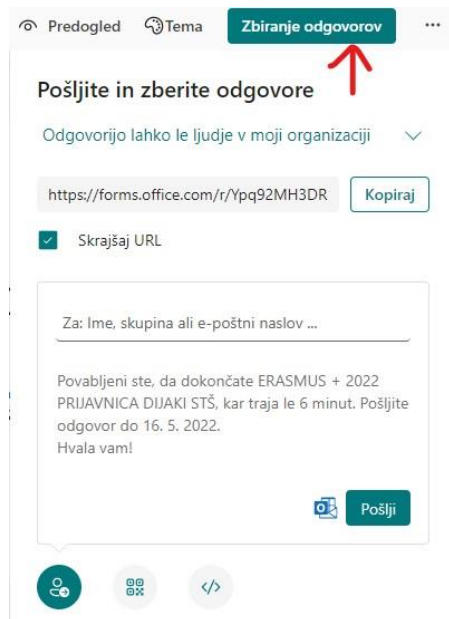 Predogled Tema Zbiranje odgovorov ...
Pošljite in zberite odgovore
Odgovorijo lahko le ljudje v moji organizaciji
https://forms.office.com/r/Ypq92MH3DR Kopiraj
Skrajšaj URL
Za: Ime, skupina ali e-poštni naslov ...
Povabljeni ste, da dokončate ERASMUS + 2022
PRIJAVNICA DIJAKI STŠ, kar traja le 6 minut. Pošljite
odgovor do 16. 5. 2022.
Hvala vam!
Pošlji